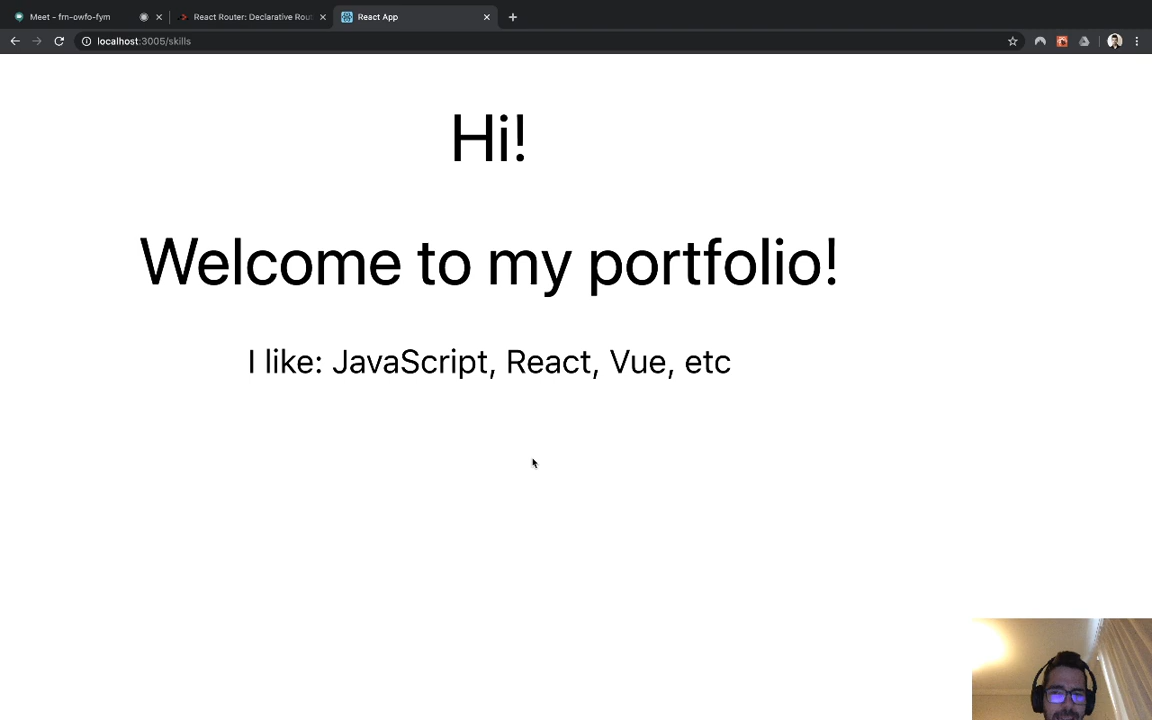 Meet - frn-owfo-fym
React Router: Declarative Rout
React App
localhost:3005/skills
Hi!
Welcome to my portfolio!
I like: JavaScript, React, Vue, etc